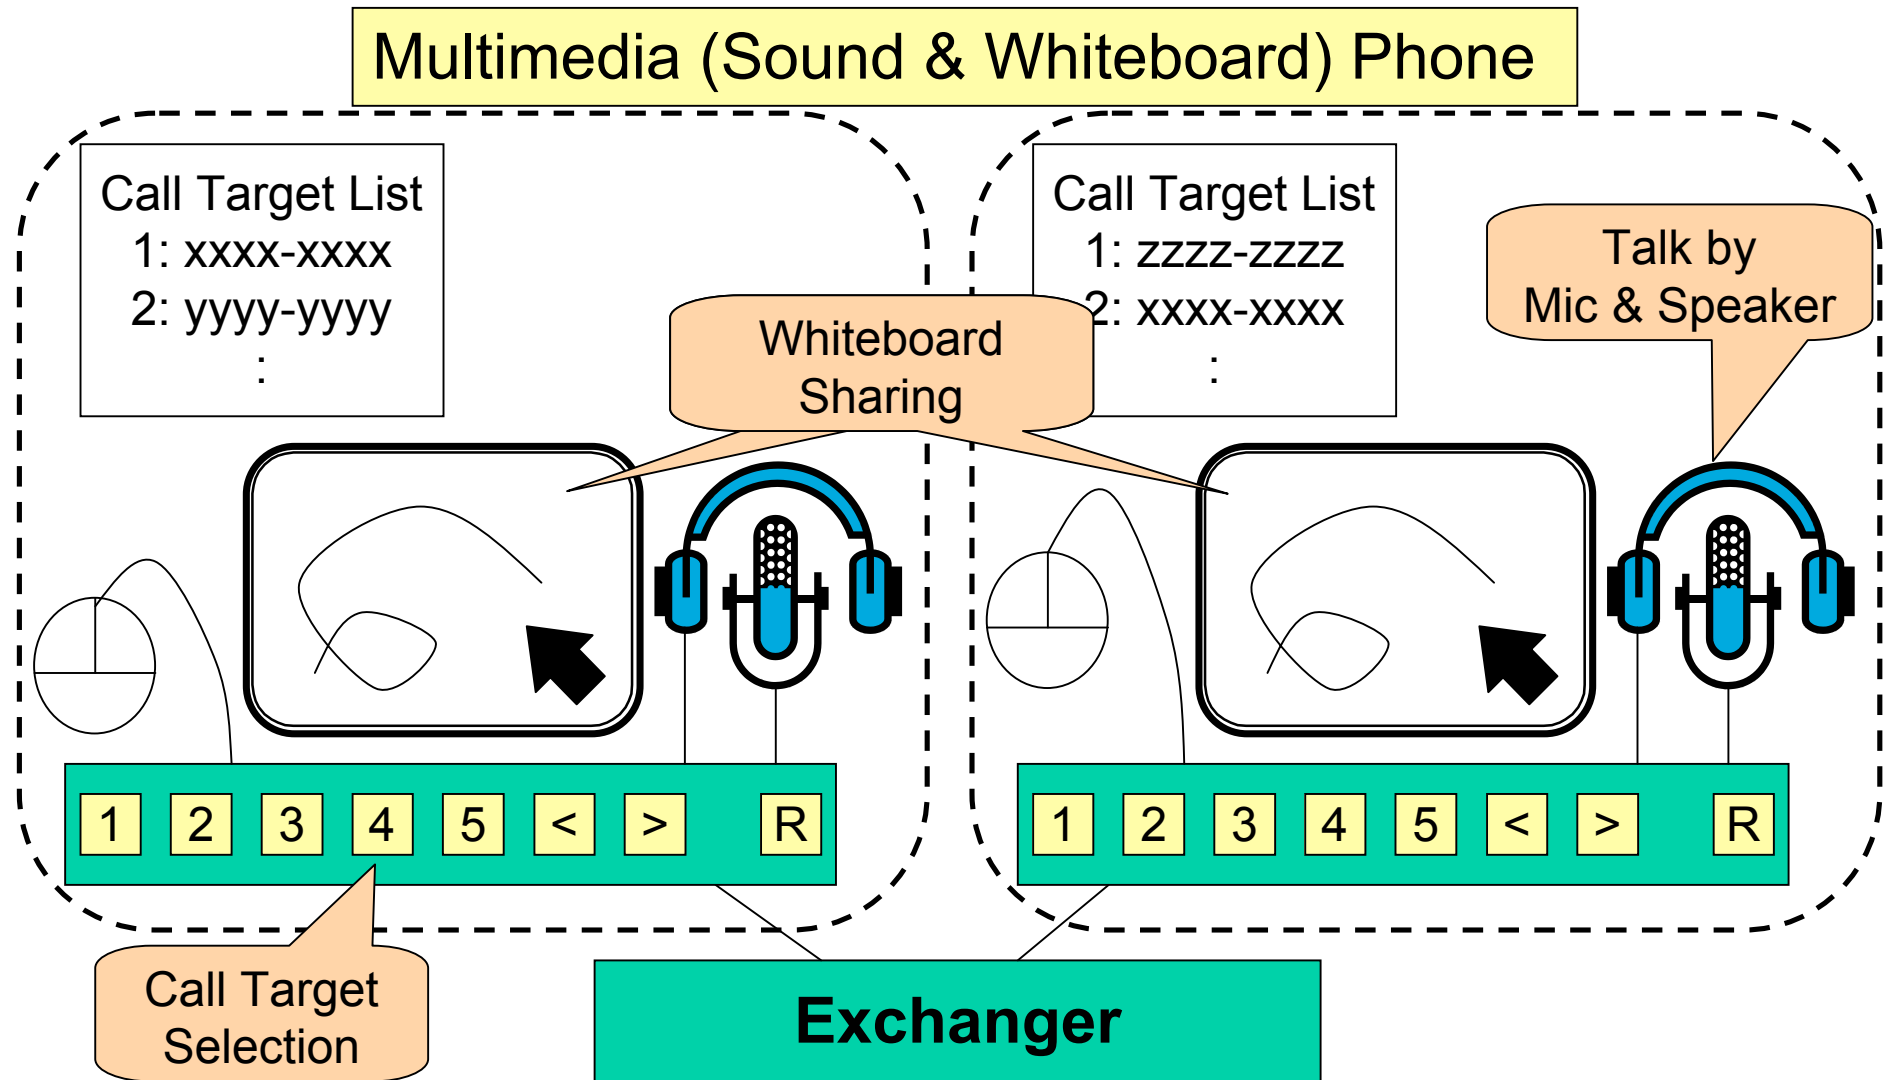 Multimedia (Sound & Whiteboard) Phone
Call Target List
1: xxxx-xxxx
2: yyyy-yyyy
:
Call Target List
1: zzzz-zzzz
2: xxxx-xxxx
:
Talk by
Mic & Speaker
Whiteboard
Sharing
1 2 3 4 5 < > R
1 2 3 4 5 < > R
Call Target
Selection
Exchanger